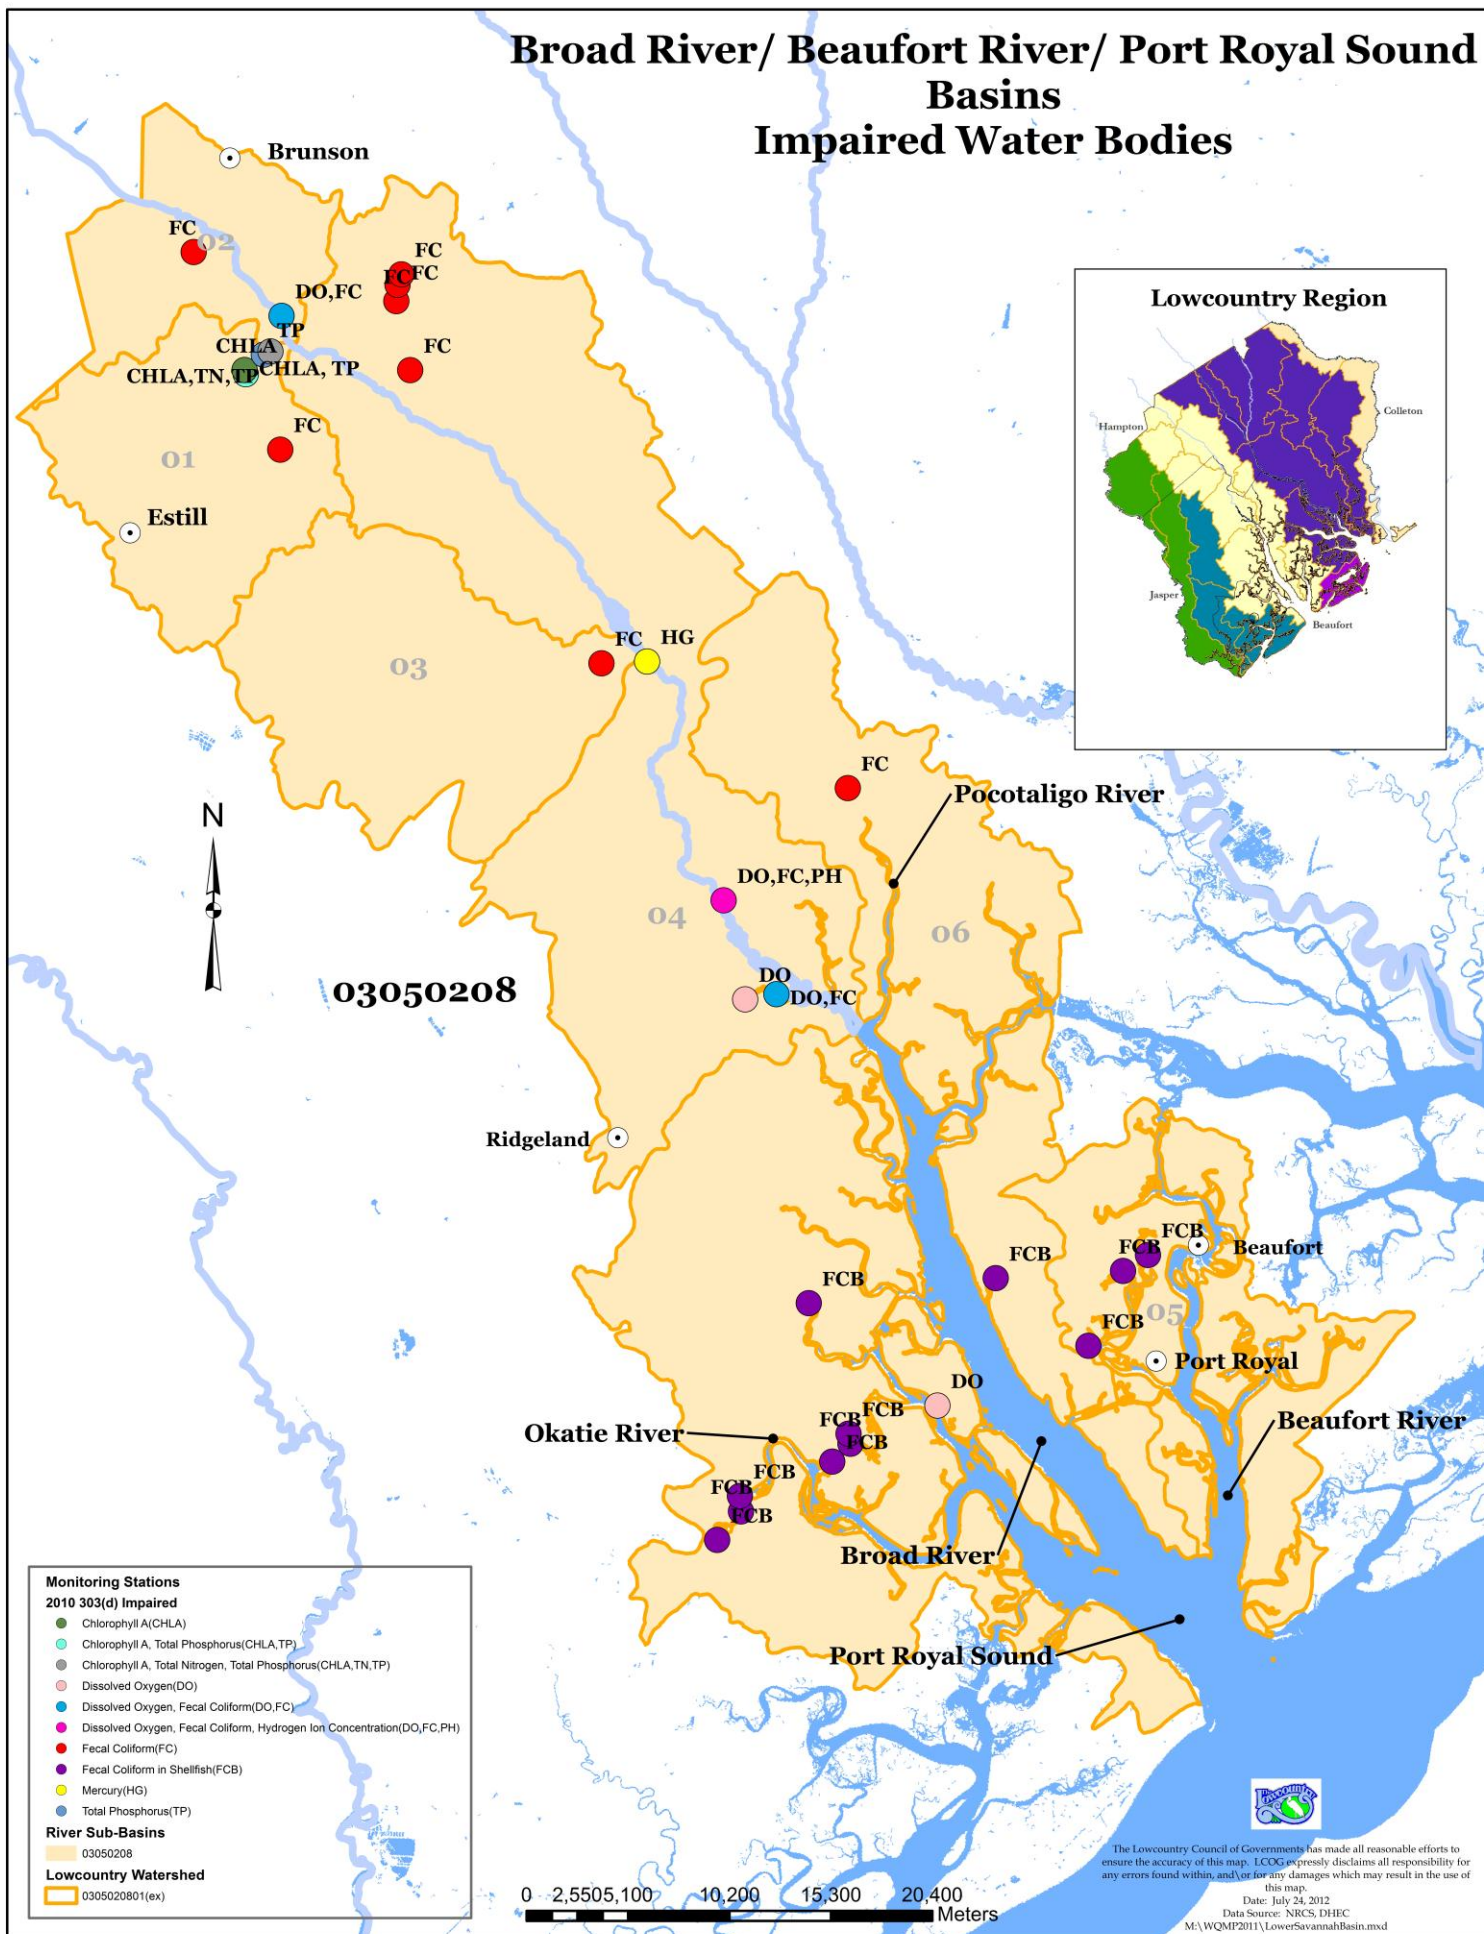 Broad River/ Beaufort River/ Port Royal Sound
Basins
Impaired Water Bodies
Brunson
FC
02
FC
FC
FC
DO,FC
TP
CHLA
CHLA, TP
CHLA,TN,TP
FC
FC
01
Estill
Lowcountry Region
Colleton
Hampton
Jasper
Beaufort
FC
HG
03
FC
Pocotaligo River
N
DO,FC,PH
04
06
03050208
DO
DO,FC
Ridgeland
FCB
FCB
Beaufort
FCB
FCB
05
FCB
Port Royal
DO
FCB
FCB
FCB
Okatie River
Beaufort River
FCB
FCB
FCB
Broad River
Port Royal Sound
Monitoring Stations
2010 303(d) Impaired
Chlorophyll A(CHLA)
Chlorophyll A, Total Phosphorus(CHLA,TP)
Chlorophyll A, Total Nitrogen, Total Phosphorus(CHLA,TN,TP)
Dissolved Oxygen(DO)
Dissolved Oxygen, Fecal Coliform(DO,FC)
Dissolved Oxygen, Fecal Coliform, Hydrogen Ion Concentration(DO,FC,PH)
Fecal Coliform(FC)
Fecal Coliform in Shellfish(FCB)
Mercury(HG)
Total Phosphorus(TP)
River Sub-Basins
03050208
Lowcountry Watershed
0305020801(ex)
0 2,550 5,100 10,200 15,300 20,400
Meters
Lowcountry
The Lowcountry Council of Governments has made all reasonable efforts to
ensure the accuracy of this map. LCOG expressly disclaims all responsibility for
any errors found within, and\or for any damages which may result in the use of
this map.
Date: July 24, 2012
Data Source: NRCS, DHEC
M:\WQMP2011\LowerSavannahBasin.mxd